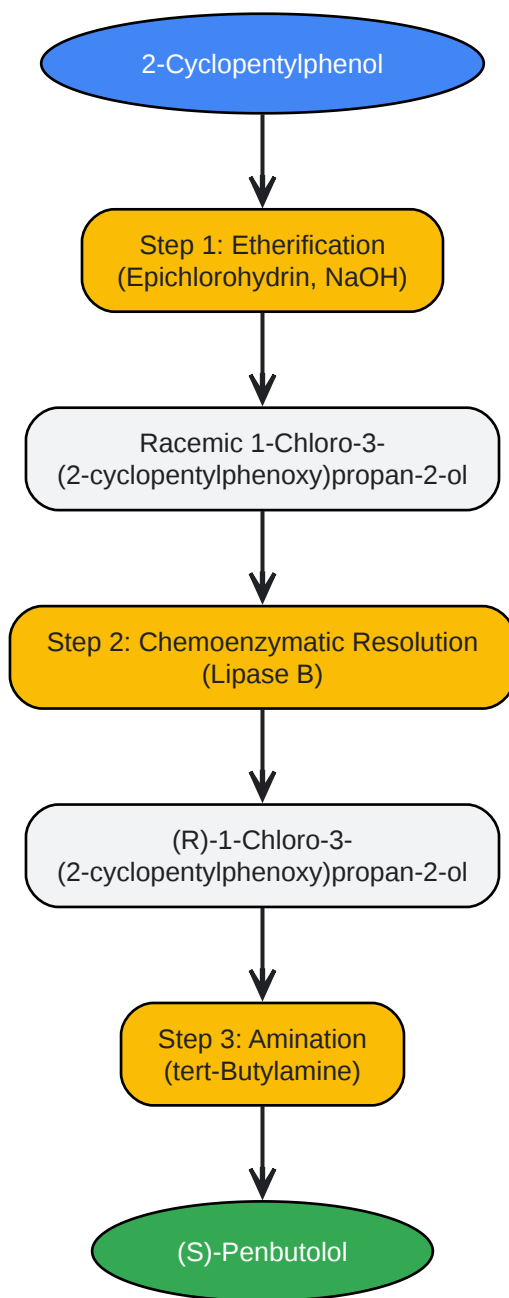 2-Cyclopentylphenol
Step 1: Etherification
(Epichlorohydrin, NaOH)
Racemic 1-Chloro-3-
(2-cyclopentylphenoxy)propan-2-ol
Step 2: Chemoenzymatic Resolution
(Lipase B)
(R)-1-Chloro-3-
(2-cyclopentylphenoxy)propan-2-ol
Step 3: Amination
(tert-Butylamine)
(S)-Penbutolol